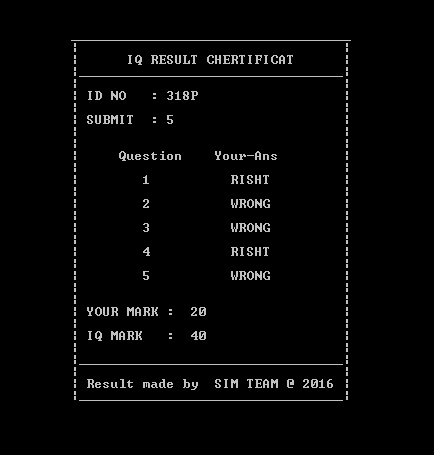 IQ RESULT CHERTIFICAT
ID NO : 318P
SUBMIT : 5
Question Your-Ans
1 RISHT
2 WRONG
3 WRONG
4 RISHT
5 WRONG
YOUR MARK : 20
IQ MARK : 40
Result made by SIM TEAM @ 2016